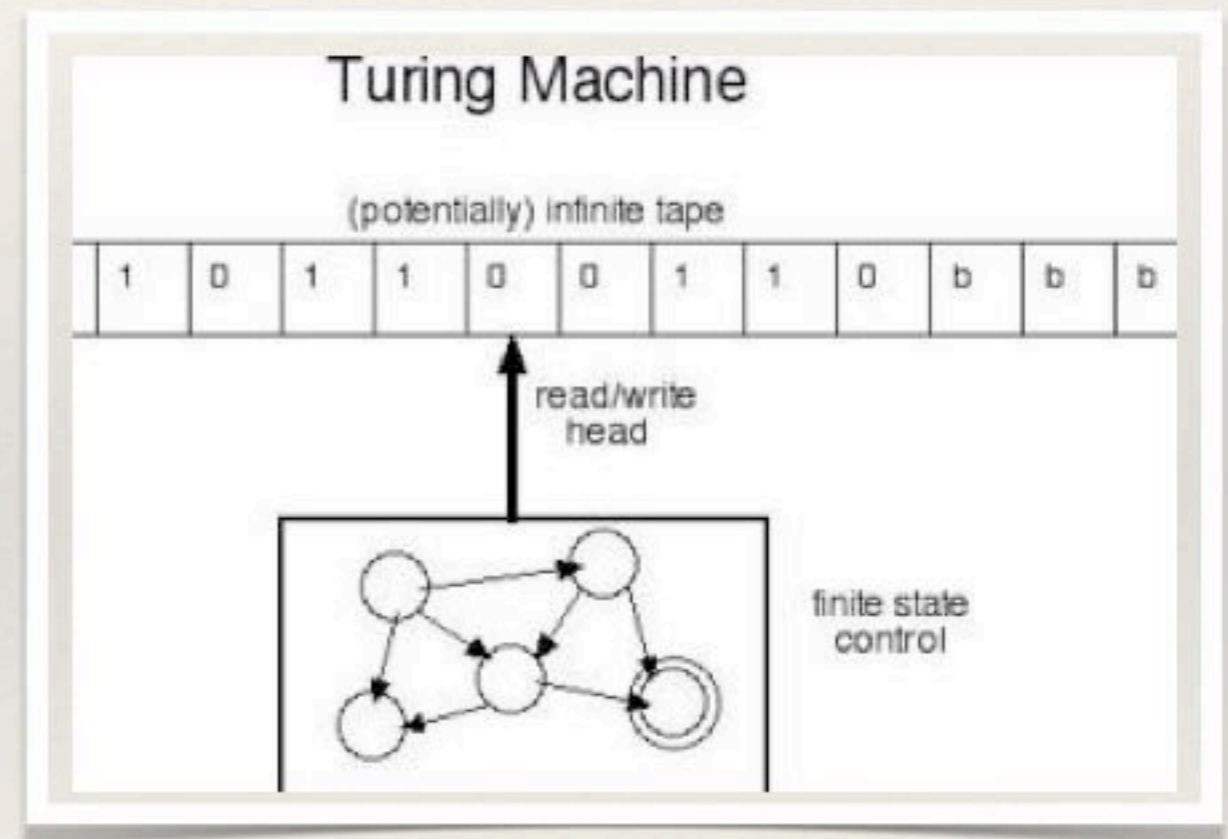 Turing Machine
(potentially) infinite tape
1 0 1 1 0 0 1 1 0 b b b
read/write
head
finite state
control